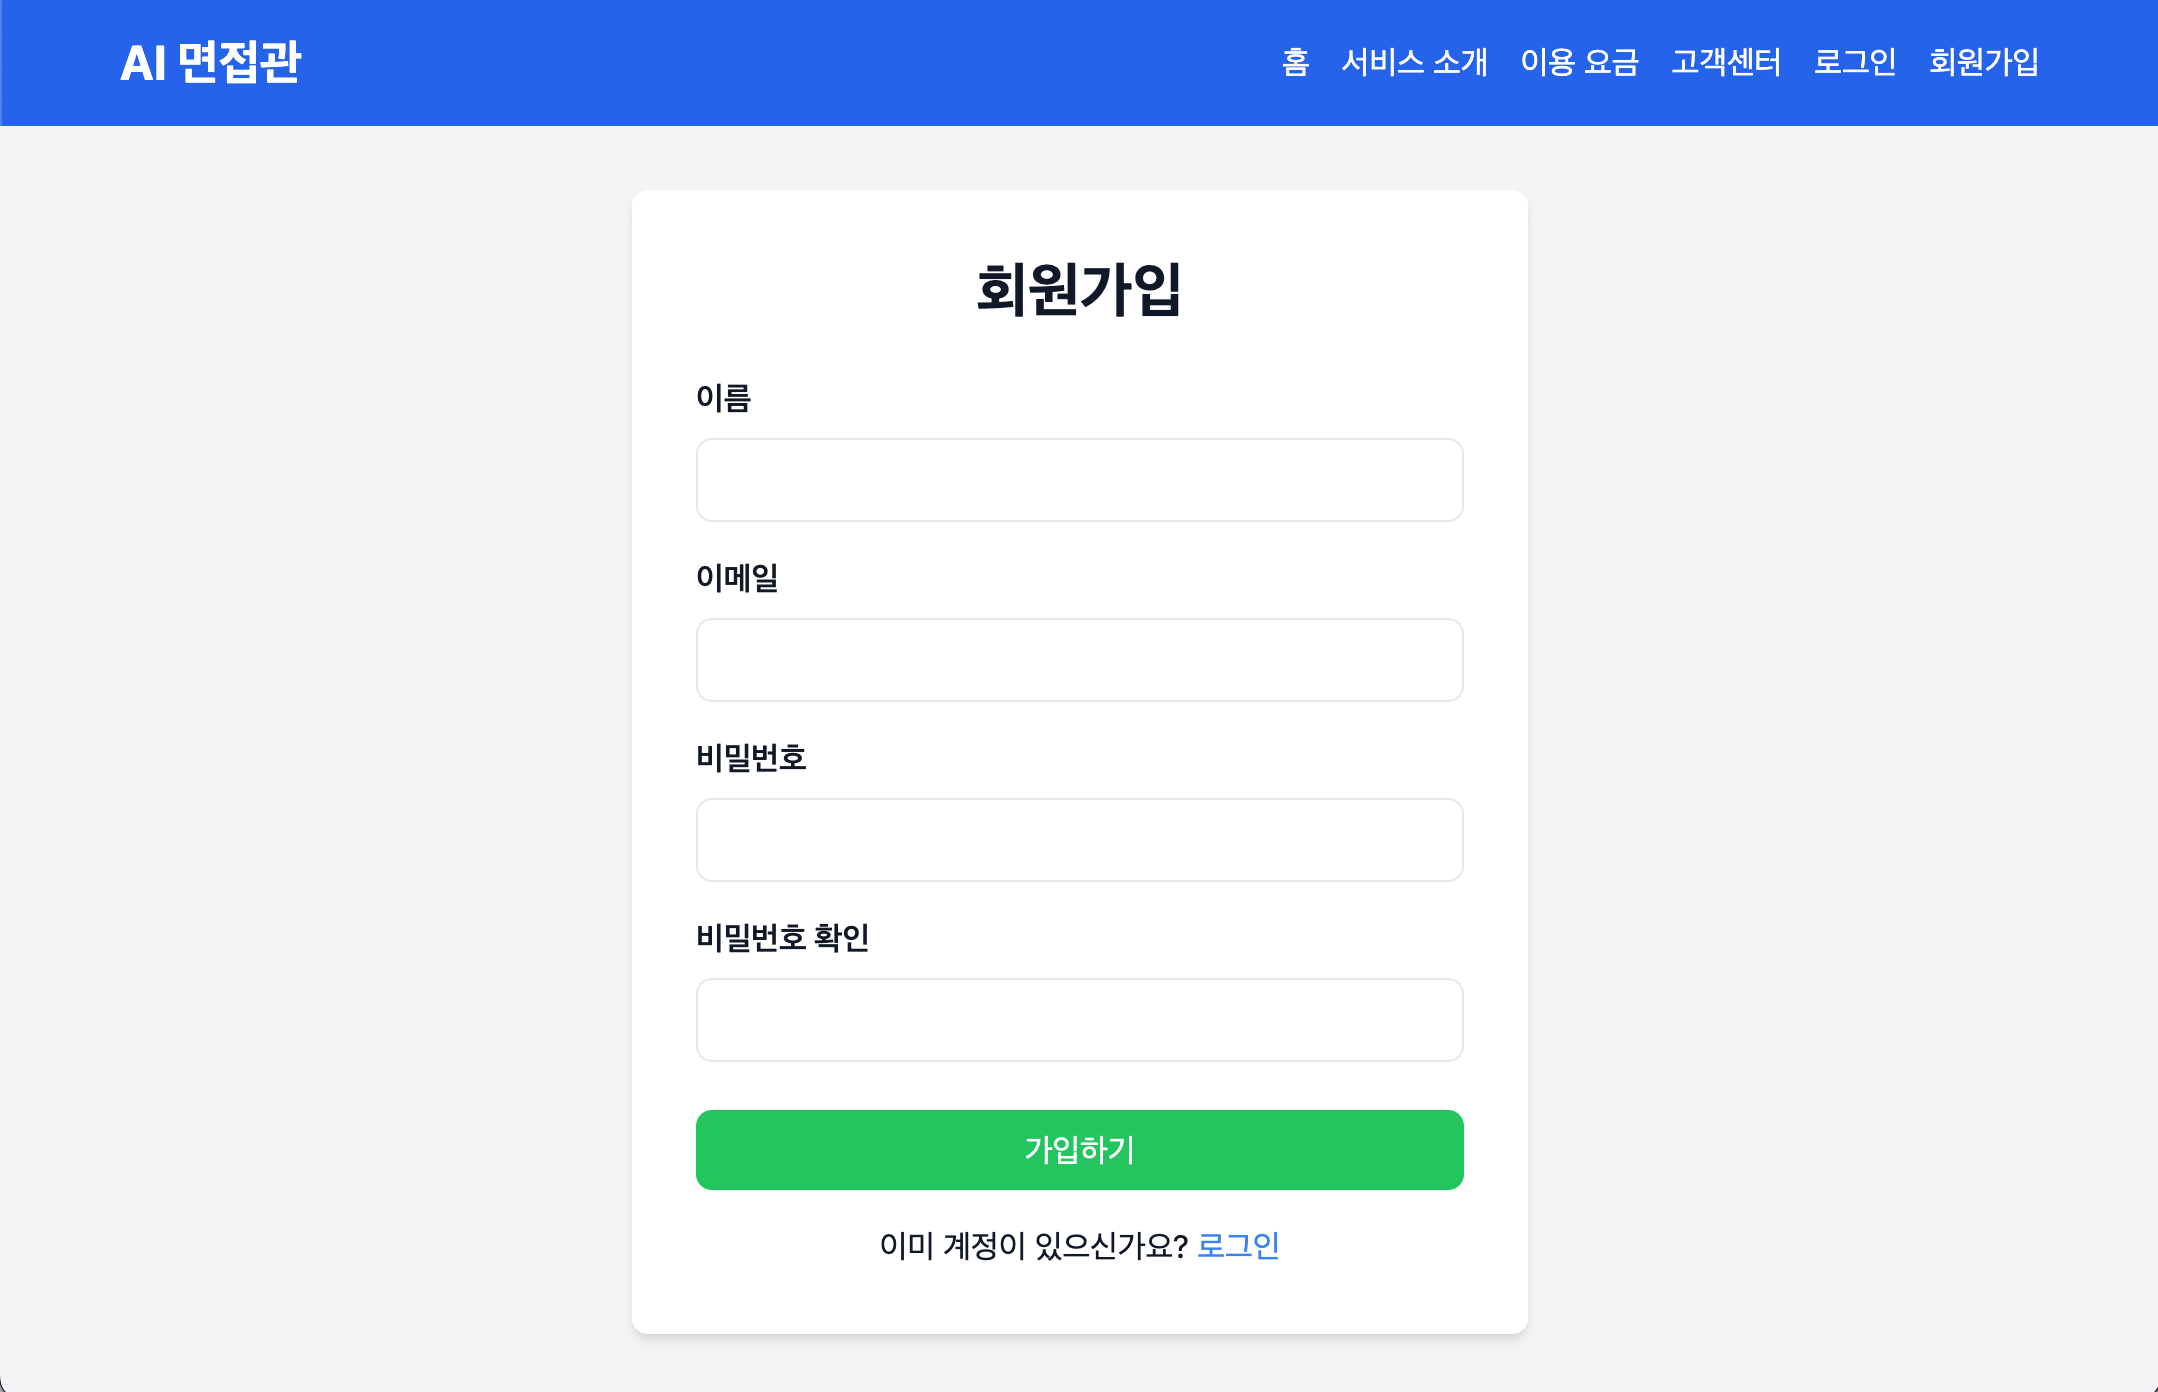 AI 면접관
홈 서비스 소개 이용 요금 고객센터 로그인 회원가입
회원가입
이름
이메일
비밀번호
비밀번호 확인
가입하기
이미 계정이 있으신가요? 로그인